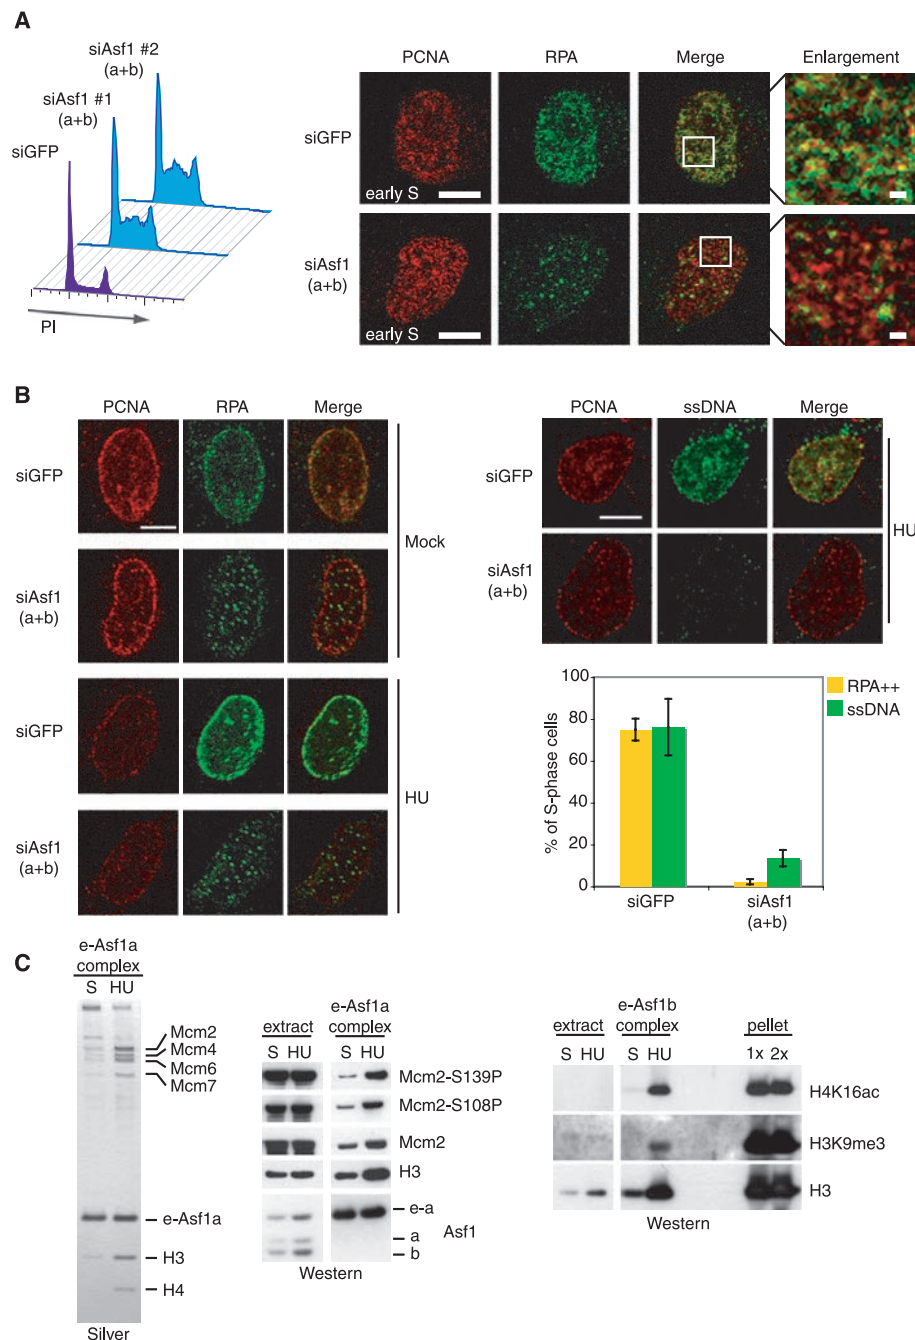 A
siAsf1 #2
(a+b)
siAsf1 #1
(a+b)
siGFP
PI
PCNA RPA Merge Enlargement
siGFP
early S
siAsf1
(a+b)
early S
B
PCNA RPA Merge
siGFP
siAsf1
(a+b)
Mock
siGFP
siAsf1
(a+b)
HU
PCNA ssDNA Merge
siGFP
siAsf1
(a+b)
HU
% of S-phase cells
100
80
60
40
20
0
RPA++
ssDNA
siGFP siAsf1
(a+b)
C
e-Asf1a
complex
S HU
Mcm2
Mcm4
Mcm6
Mcm7
e-Asf1a
H3
H4
Silver
extract e-Asf1a
complex
S HU S HU
Mcm2-S139P
Mcm2-S108P
Mcm2
H3
e-a
Asf1
a
b
Western
extract e-Asf1b
complex pellet
S HU S HU 1x 2x
H4K16ac
H3K9me3
H3
Western